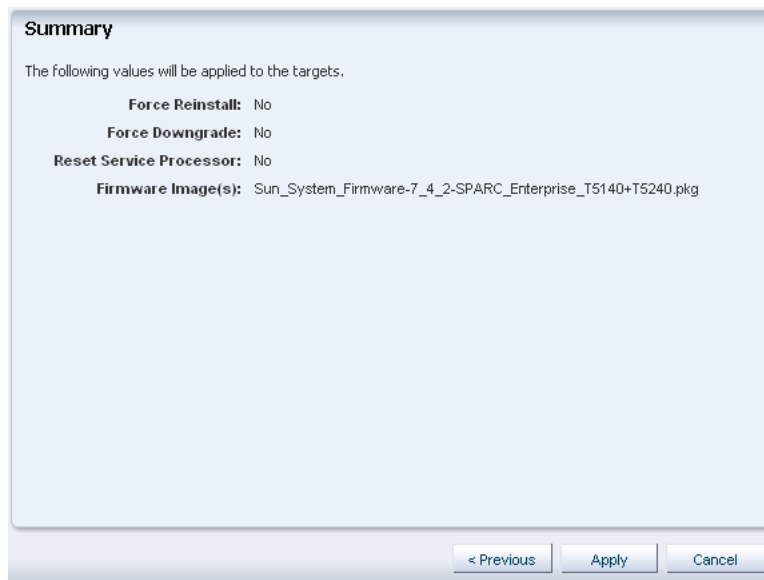 Summary
The following values will be applied to the targets.
Force Reinstall: No
Force Downgrade: No
Reset Service Processor: No
Firmware Image(s): Sun_System_Firmware-7_4_2-SPARC_Enterprise_T5140+T5240.pkg
< Previous Apply Cancel